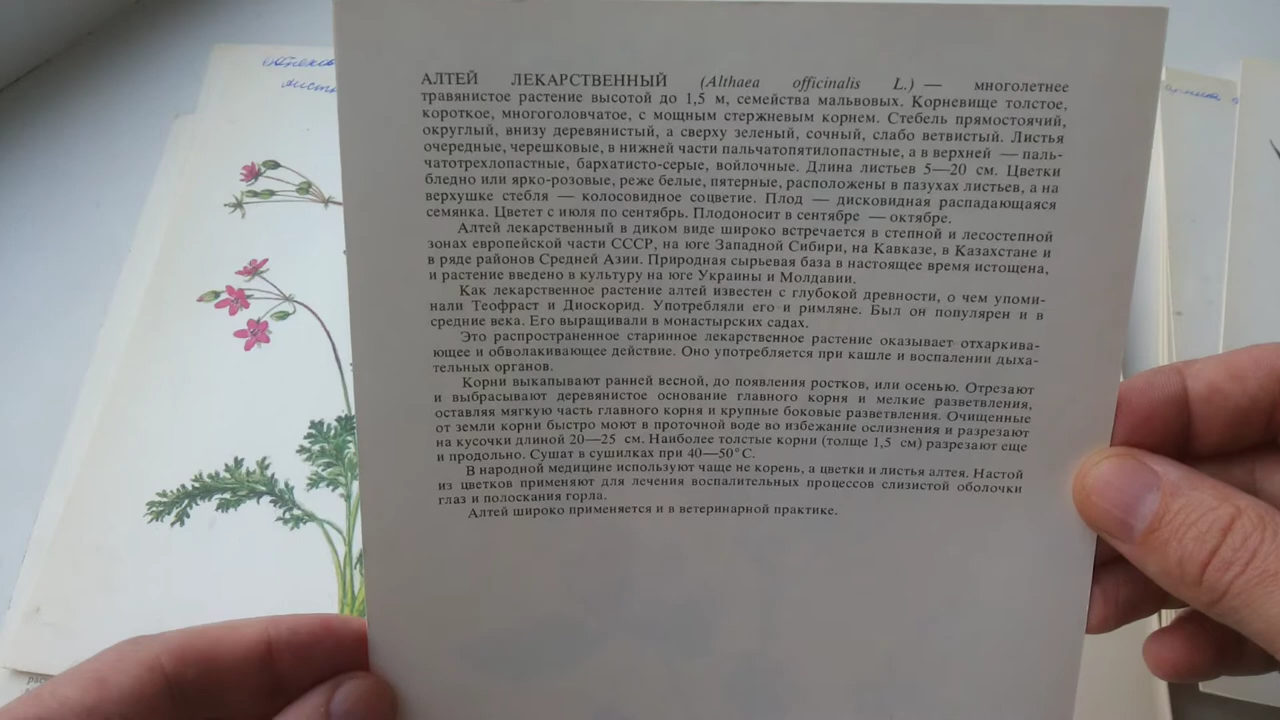 АЛТЕЙ ЛЕКАРСТВЕННЫЙ (Althaea officinalis L.) — многолетнее
травянистое растение высотой до 1,5 м, семейства мальвовых. Корневище толстое,
короткое, многоголовчатое, с мощным стержневым корнем. Стебель прямостоячий,
округлый, внизу деревянистый, а сверху зеленый, сочный, слабо ветвистый. Листья
очередные, черешковые, в нижней части пальчатопятилопастные, а в верхней — паль-
чатотрехлопастные, бархатисто-серые, войлочные. Длина листьев 5—20 см. Цветки
бледно или ярко-розовые, реже белые, пятерные, расположены в пазухах листьев, а на
верхушке стебля — колосовидное соцветие. Плод — дисковидная распадающаяся
семянка. Цветет с июля по сентябрь. Плодоносит в сентябре — октябре.
Алтей лекарственный в диком виде широко встречается в степной и лесостепной
зонах европейской части СССР, на юге Западной Сибири, на Кавказе, в Казахстане и
в ряде районов Средней Азии. Природная сырьевая база в настоящее время истощена,
и растение введено в культуру на юге Украины и Молдавии.
Как лекарственное растение алтей известен с глубокой древности, о чем упоми-
нали Теофраст и Диоскорид. Употребляли его и римляне. Был он популярен и в
средние века. Его выращивали в монастырских садах.
Это распространенное старинное лекарственное растение оказывает отхаркива-
ющее и обволакивающее действие. Оно употребляется при кашле и воспалении дыха-
тельных органов.
Корни выкапывают ранней весной, до появления ростков, или осенью. Отрезают
и выбрасывают деревянистое основание главного корня и мелкие разветвления,
оставляя мягкую часть главного корня и крупные боковые разветвления. Очищенные
от земли корни быстро моют в проточной воде во избежание ослизнения и разрезают
на кусочки длиной 20—25 см. Наиболее толстые корни (толще 1,5 см) разрезают еще
и продольно. Сушат в сушилках при 40—50°С.
В народной медицине используют чаще не корень, а цветки и листья алтея. Настой
из цветков применяют для лечения воспалительных процессов слизистой оболочки
глаз и полоскания горла.
Алтей широко применяется и в ветеринарной практике.